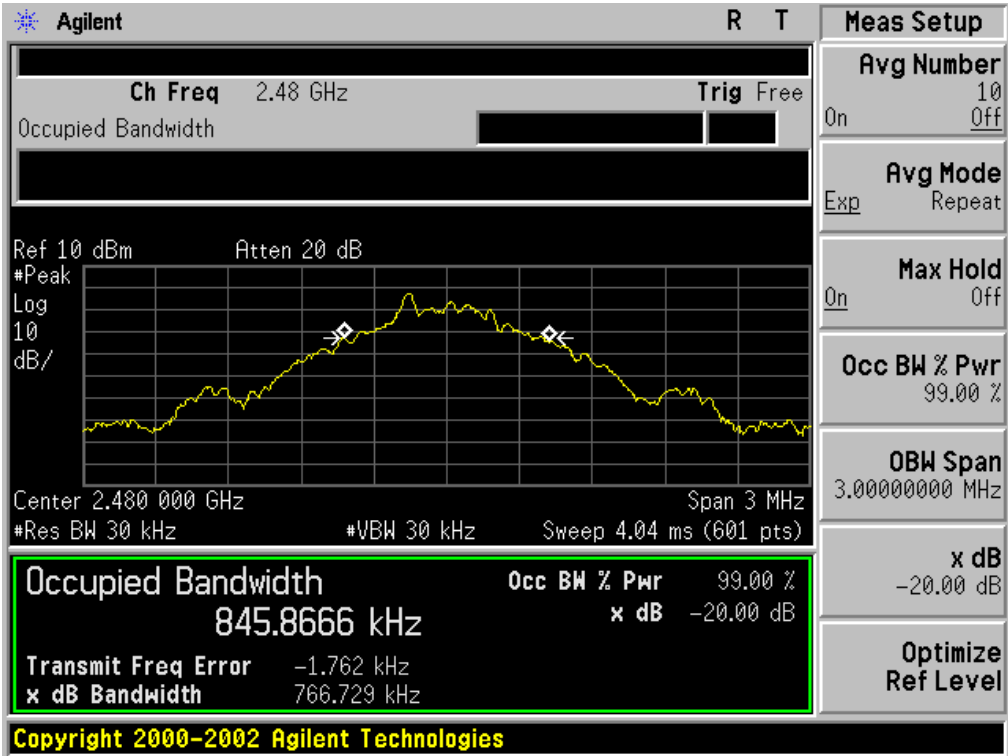 Agilent R T
Ch Freq 2.48 GHz Trig Free
Occupied Bandwidth
Ref 10 dBm Atten 20 dB
#Peak
Log
10
dB/
Center 2.480 000 GHz Span 3 MHz
#Res BW 30 kHz #VBW 30 kHz Sweep 4.04 ms (601 pts)
Occupied Bandwidth
845.8666 kHz
Occ BW % Pwr 99.00 %
x dB -20.00 dB
Transmit Freq Error -1.762 kHz
x dB Bandwidth 766.729 kHz
Copyright 2000-2002 Agilent Technologies
Meas Setup
Avg Number
10
On Off
Avg Mode
Exp Repeat
Max Hold
On Off
Occ BW % Pwr
99.00 %
OBW Span
3.00000000 MHz
x dB
-20.00 dB
Optimize
Ref Level